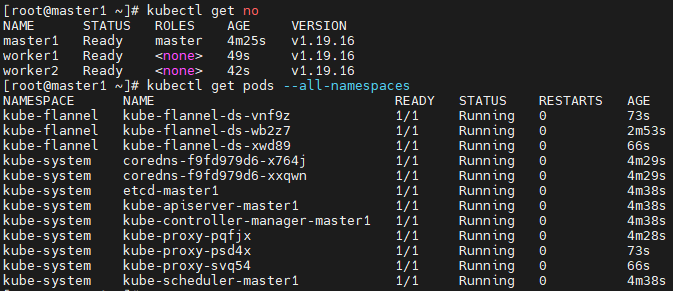 [root@master1 ~]# kubectl get no
NAME STATUS ROLES AGE VERSION
master1 Ready master 4m25s v1.19.16
worker1 Ready <none> 49s v1.19.16
worker2 Ready <none> 42s v1.19.16
[root@master1 ~]# kubectl get pods --all-namespaces
NAMESPACE NAME READY STATUS RESTARTS AGE
kube-flannel kube-flannel-ds-vnf9z 1/1 Running 0 73s
kube-flannel kube-flannel-ds-wb2z7 1/1 Running 0 2m53s
kube-flannel kube-flannel-ds-xwd89 1/1 Running 0 66s
kube-system coredns-f9fd979d6-x764j 1/1 Running 0 4m29s
kube-system coredns-f9fd979d6-xxqwn 1/1 Running 0 4m29s
kube-system etcd-master1 1/1 Running 0 4m38s
kube-system kube-apiserver-master1 1/1 Running 0 4m38s
kube-system kube-controller-manager-master1 1/1 Running 0 4m38s
kube-system kube-proxy-pqfjx 1/1 Running 0 4m28s
kube-system kube-proxy-psd4x 1/1 Running 0 73s
kube-system kube-proxy-svq54 1/1 Running 0 66s
kube-system kube-scheduler-master1 1/1 Running 0 4m38s